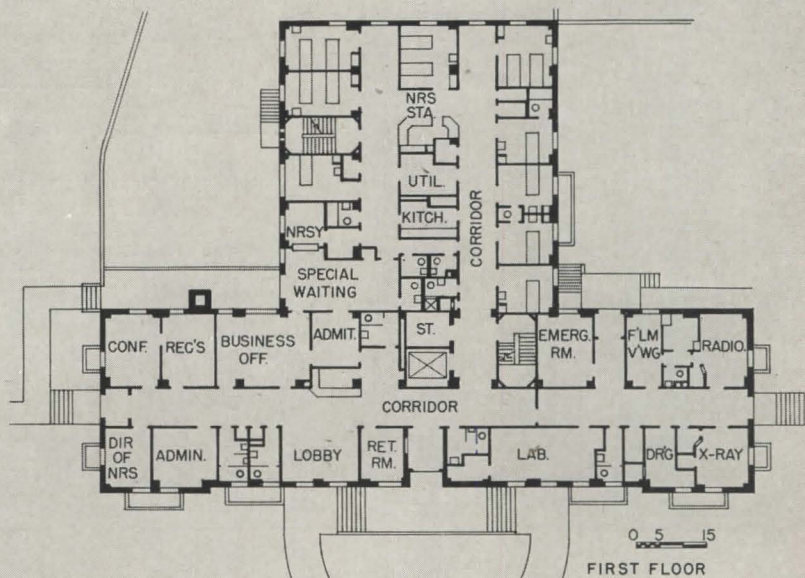 NRS
STA.
UTIL.
KITCH.
CORRIDOR
NRSY
SPECIAL
WAITING
CONF.
REC'S
BUSINESS
OFF.
ADMIT.
ST.
EMERG.
RM.
F'LM
V'WG
RADIO.
CORRIDOR
DIR
OF
NRS
ADMIN.
LOBBY
RET.
RM.
LAB.
DR'G
X-RAY
0 5 15
FIRST FLOOR